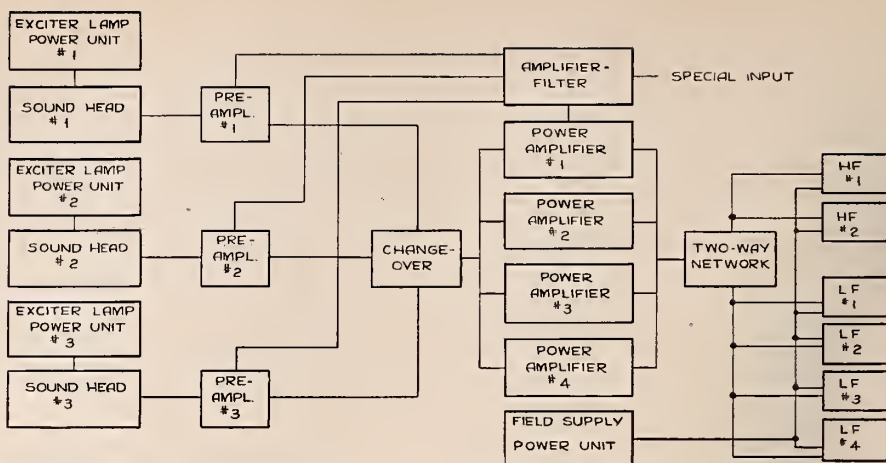 EXCITER LAMP
POWER UNIT
#1
SOUND HEAD
#1
EXCITER LAMP
POWER UNIT
#2
SOUND HEAD
#2
EXCITER LAMP
POWER UNIT
#3
SOUND HEAD
#3
PRE-
AMPL.
#1
PRE-
AMPL.
#2
PRE-
AMPL.
#3
CHANGE-
OVER
AMPLIFIER-
FILTER
SPECIAL INPUT
POWER
AMPLIFIER
#1
POWER
AMPLIFIER
#2
POWER
AMPLIFIER
#3
POWER
AMPLIFIER
#4
FIELD SUPPLY
POWER UNIT
TWO-WAY
NETWORK
HF
#1
HF
#2
LF
#1
LF
#2
LF
#3
LF
#4